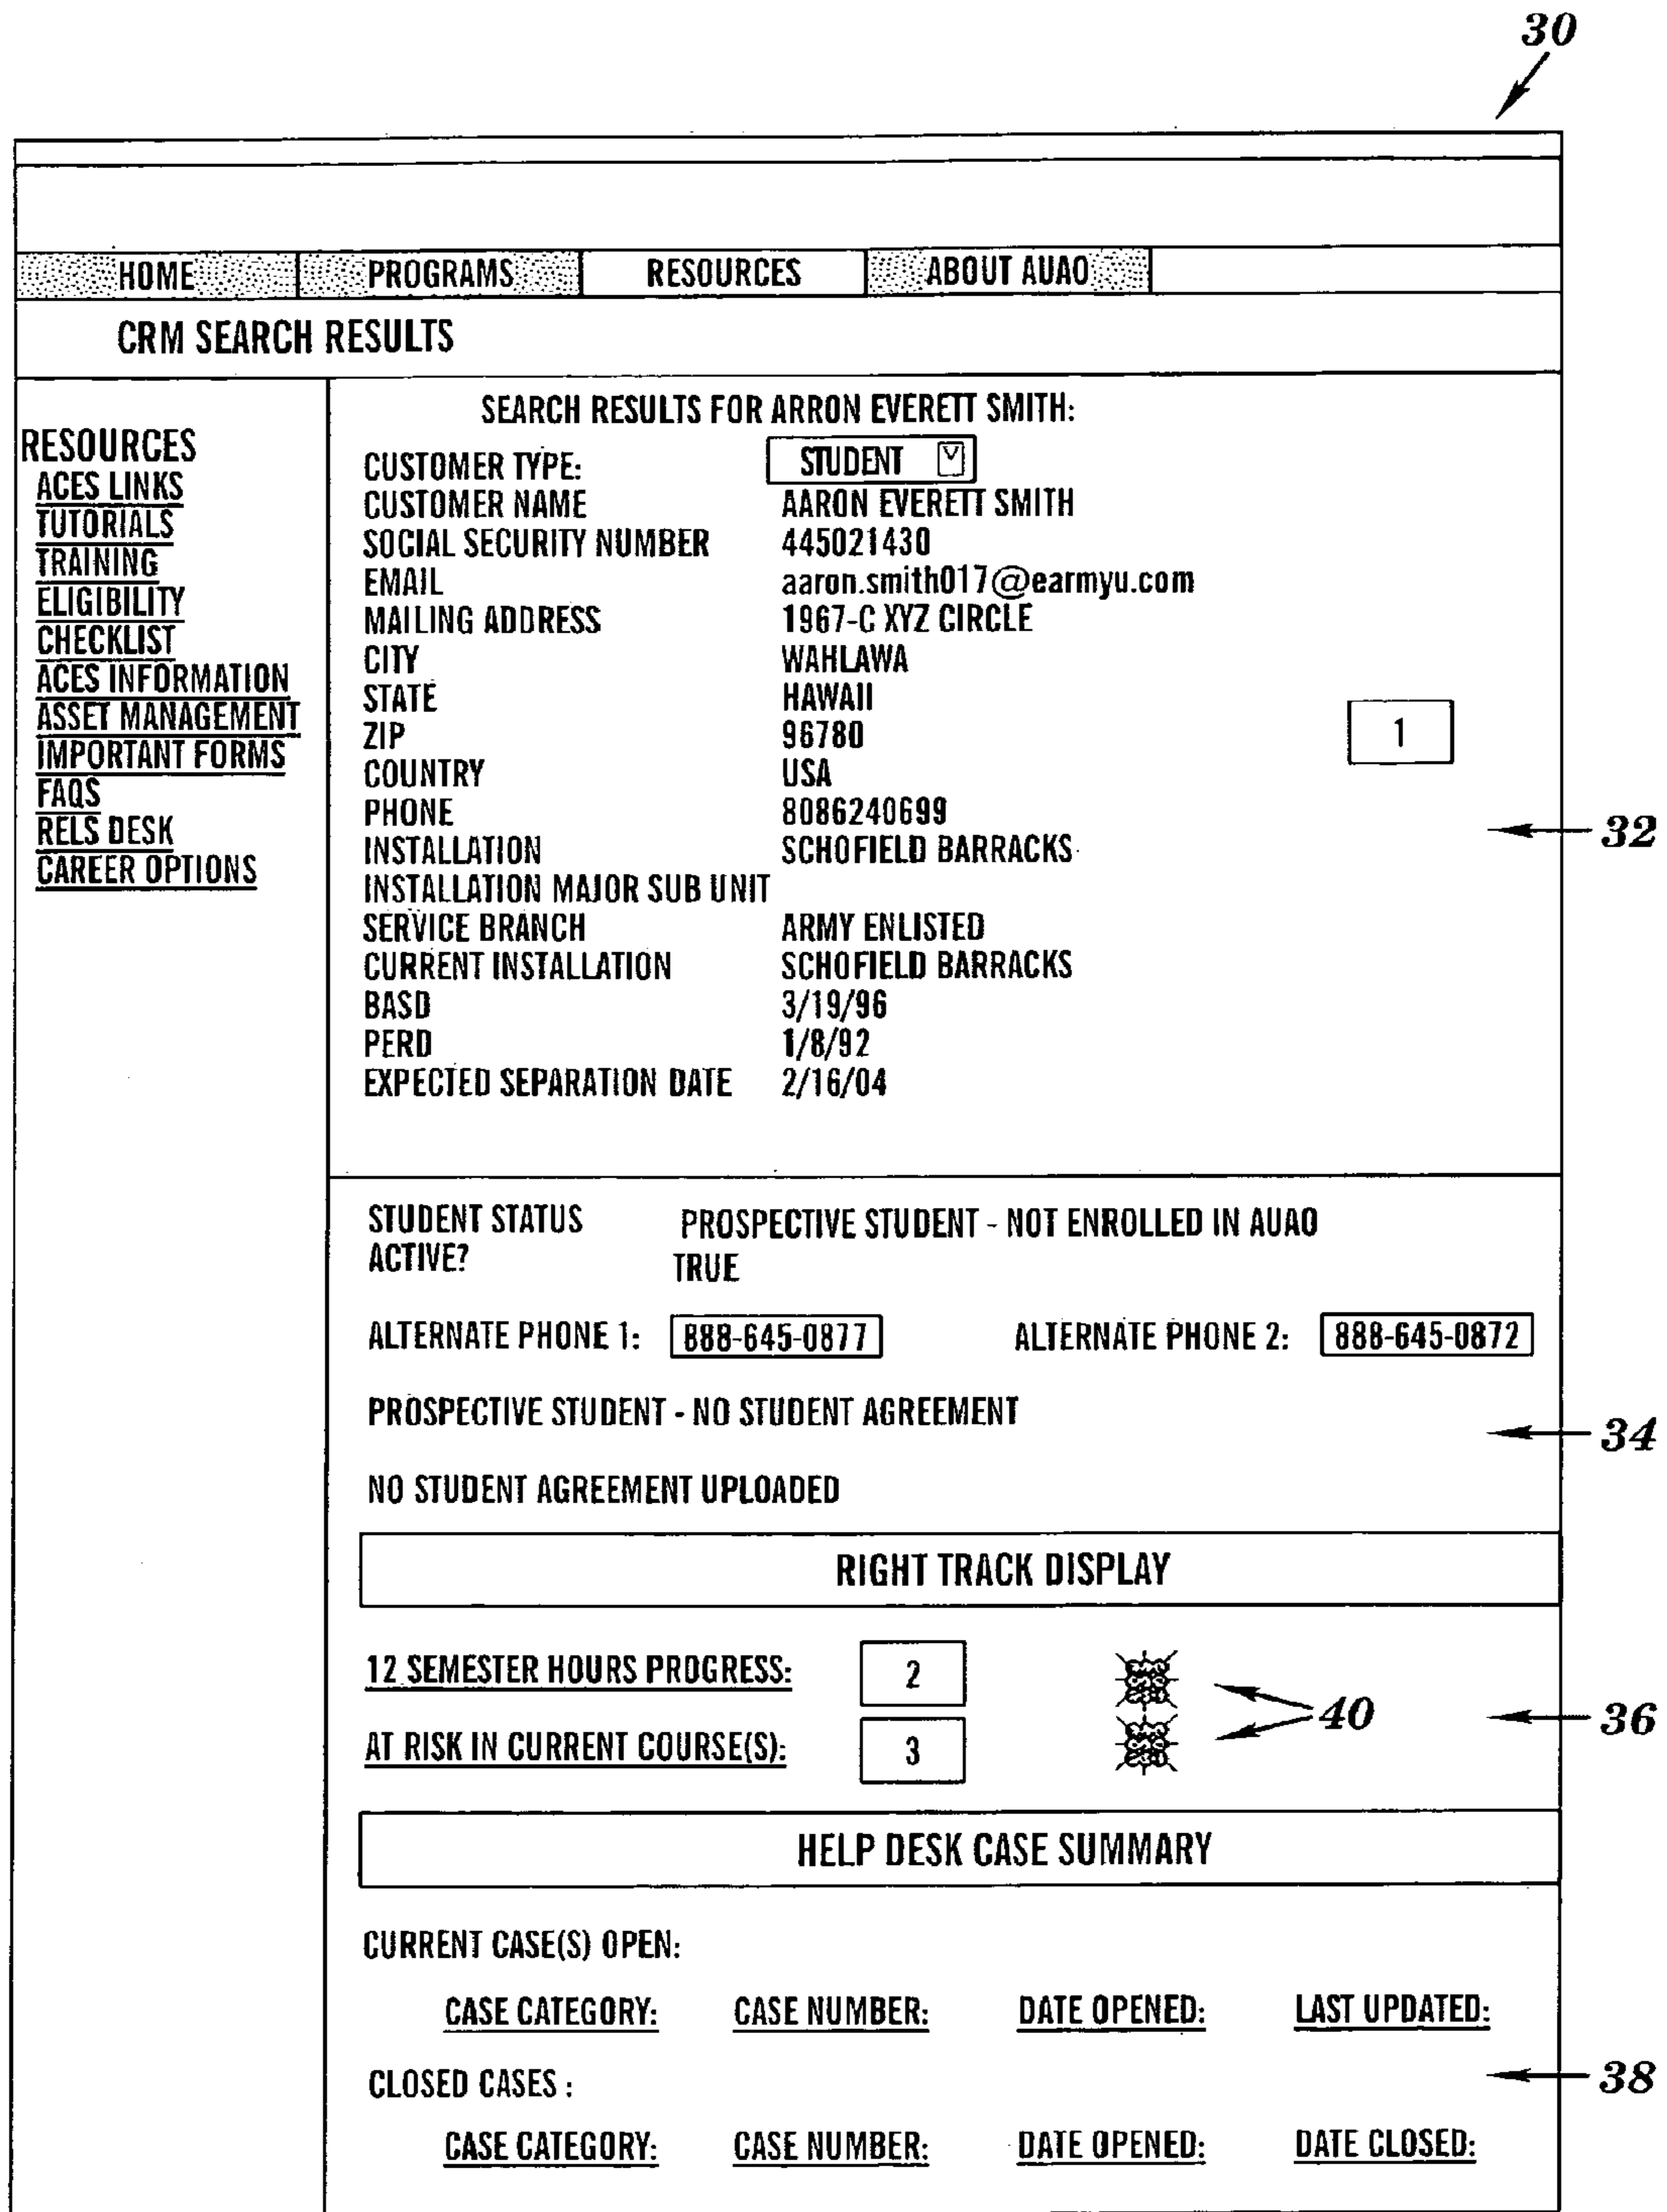 30
HOME PROGRAMS RESOURCES ABOUT AUAO
CRM SEARCH RESULTS
RESOURCES
ACES LINKS
TUTORIALS
TRAINING
ELIGIBILITY
CHECKLIST
ACES INFORMATION
ASSET MANAGEMENT
IMPORTANT FORMS
FAQS
RELS DESK
CAREER OPTIONS
SEARCH RESULTS FOR ARRON EVERETT SMITH:
CUSTOMER TYPE: STUDENT V
CUSTOMER NAME AARON EVERETT SMITH
SOCIAL SECURITY NUMBER 445021430
EMAIL aaron.smith017@earmyu.com
MAILING ADDRESS 1967-C XYZ CIRCLE
CITY WAHLAWA
STATE HAWAII
ZIP 96780
1
COUNTRY USA
PHONE 8086240699
32
INSTALLATION SCHOFIELD BARRACKS
INSTALLATION MAJOR SUB UNIT
SERVICE BRANCH ARMY ENLISTED
CURRENT INSTALLATION SCHOFIELD BARRACKS
BASD 3/19/96
PERD 1/8/92
EXPECTED SEPARATION DATE 2/16/04
STUDENT STATUS PROSPECTIVE STUDENT - NOT ENROLLED IN AUAO
ACTIVE? TRUE
ALTERNATE PHONE 1: 888-645-0877 ALTERNATE PHONE 2: 888-645-0872
PROSPECTIVE STUDENT - NO STUDENT AGREEMENT
34
NO STUDENT AGREEMENT UPLOADED
RIGHT TRACK DISPLAY
12 SEMESTER HOURS PROGRESS: 2
40
36
AT RISK IN CURRENT COURSE(S): 3
HELP DESK CASE SUMMARY
CURRENT CASE(S) OPEN:
CASE CATEGORY: CASE NUMBER: DATE OPENED: LAST UPDATED:
CLOSED CASES :
38
CASE CATEGORY: CASE NUMBER: DATE OPENED: DATE CLOSED: